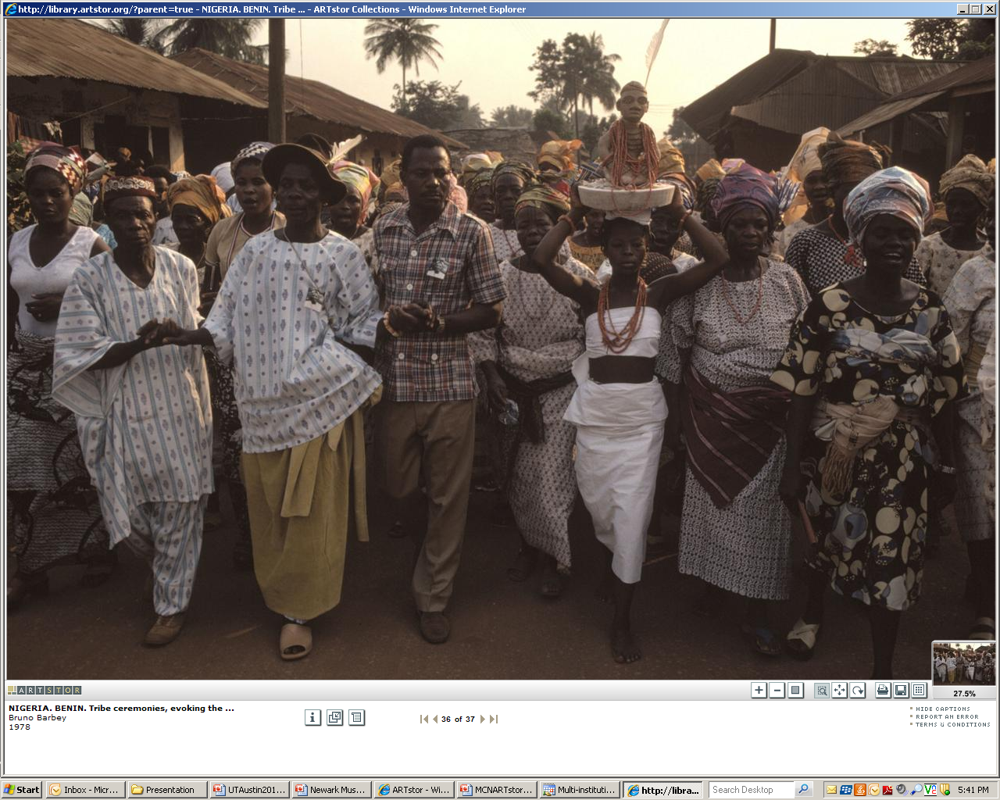 http://library.artstor.org/?parent=true - NIGERIA. BENIN. Tribe ... - ARTstor Collections - Windows Internet Explorer
ARTSTOR
27.5%
NIGERIA. BENIN. Tribe ceremonies, evoking the ...
Bruno Barbey
1978
36 of 37
HIDE CAPTIONS
REPORT AN ERROR
TERMS & CONDITIONS
Start
Inbox - Micr...
Presentation
UTAustin201...
Newark Mus...
ARTstor - Wi...
MCNARTstor...
Multi-instituti...
http://libra...
Search Desktop
5:41 PM